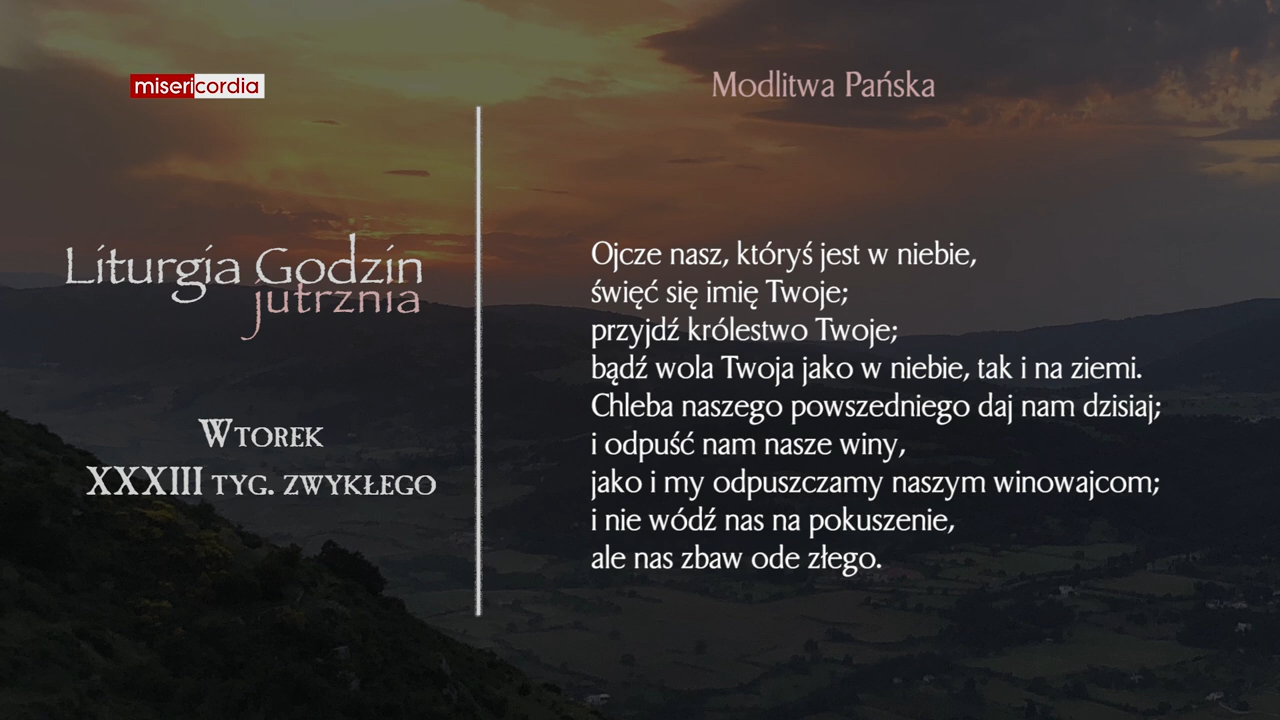 misericordia
Liturgia Godzin
jutrznia
Wtorek
XXXIII tyg. zwykłego
Modlitwa Pańska
Ojcze nasz, któryś jest w niebie,
święć się imię Twoje;
przyjdź królestwo Twoje;
bądź wola Twoja jako w niebie, tak i na ziemi.
Chleba naszego powszedniego daj nam dzisiaj;
i odpuść nam nasze winy,
jako i my odpuszczamy naszym winowajcom;
i nie wódź nas na pokuszenie,
ale nas zbaw ode złego.